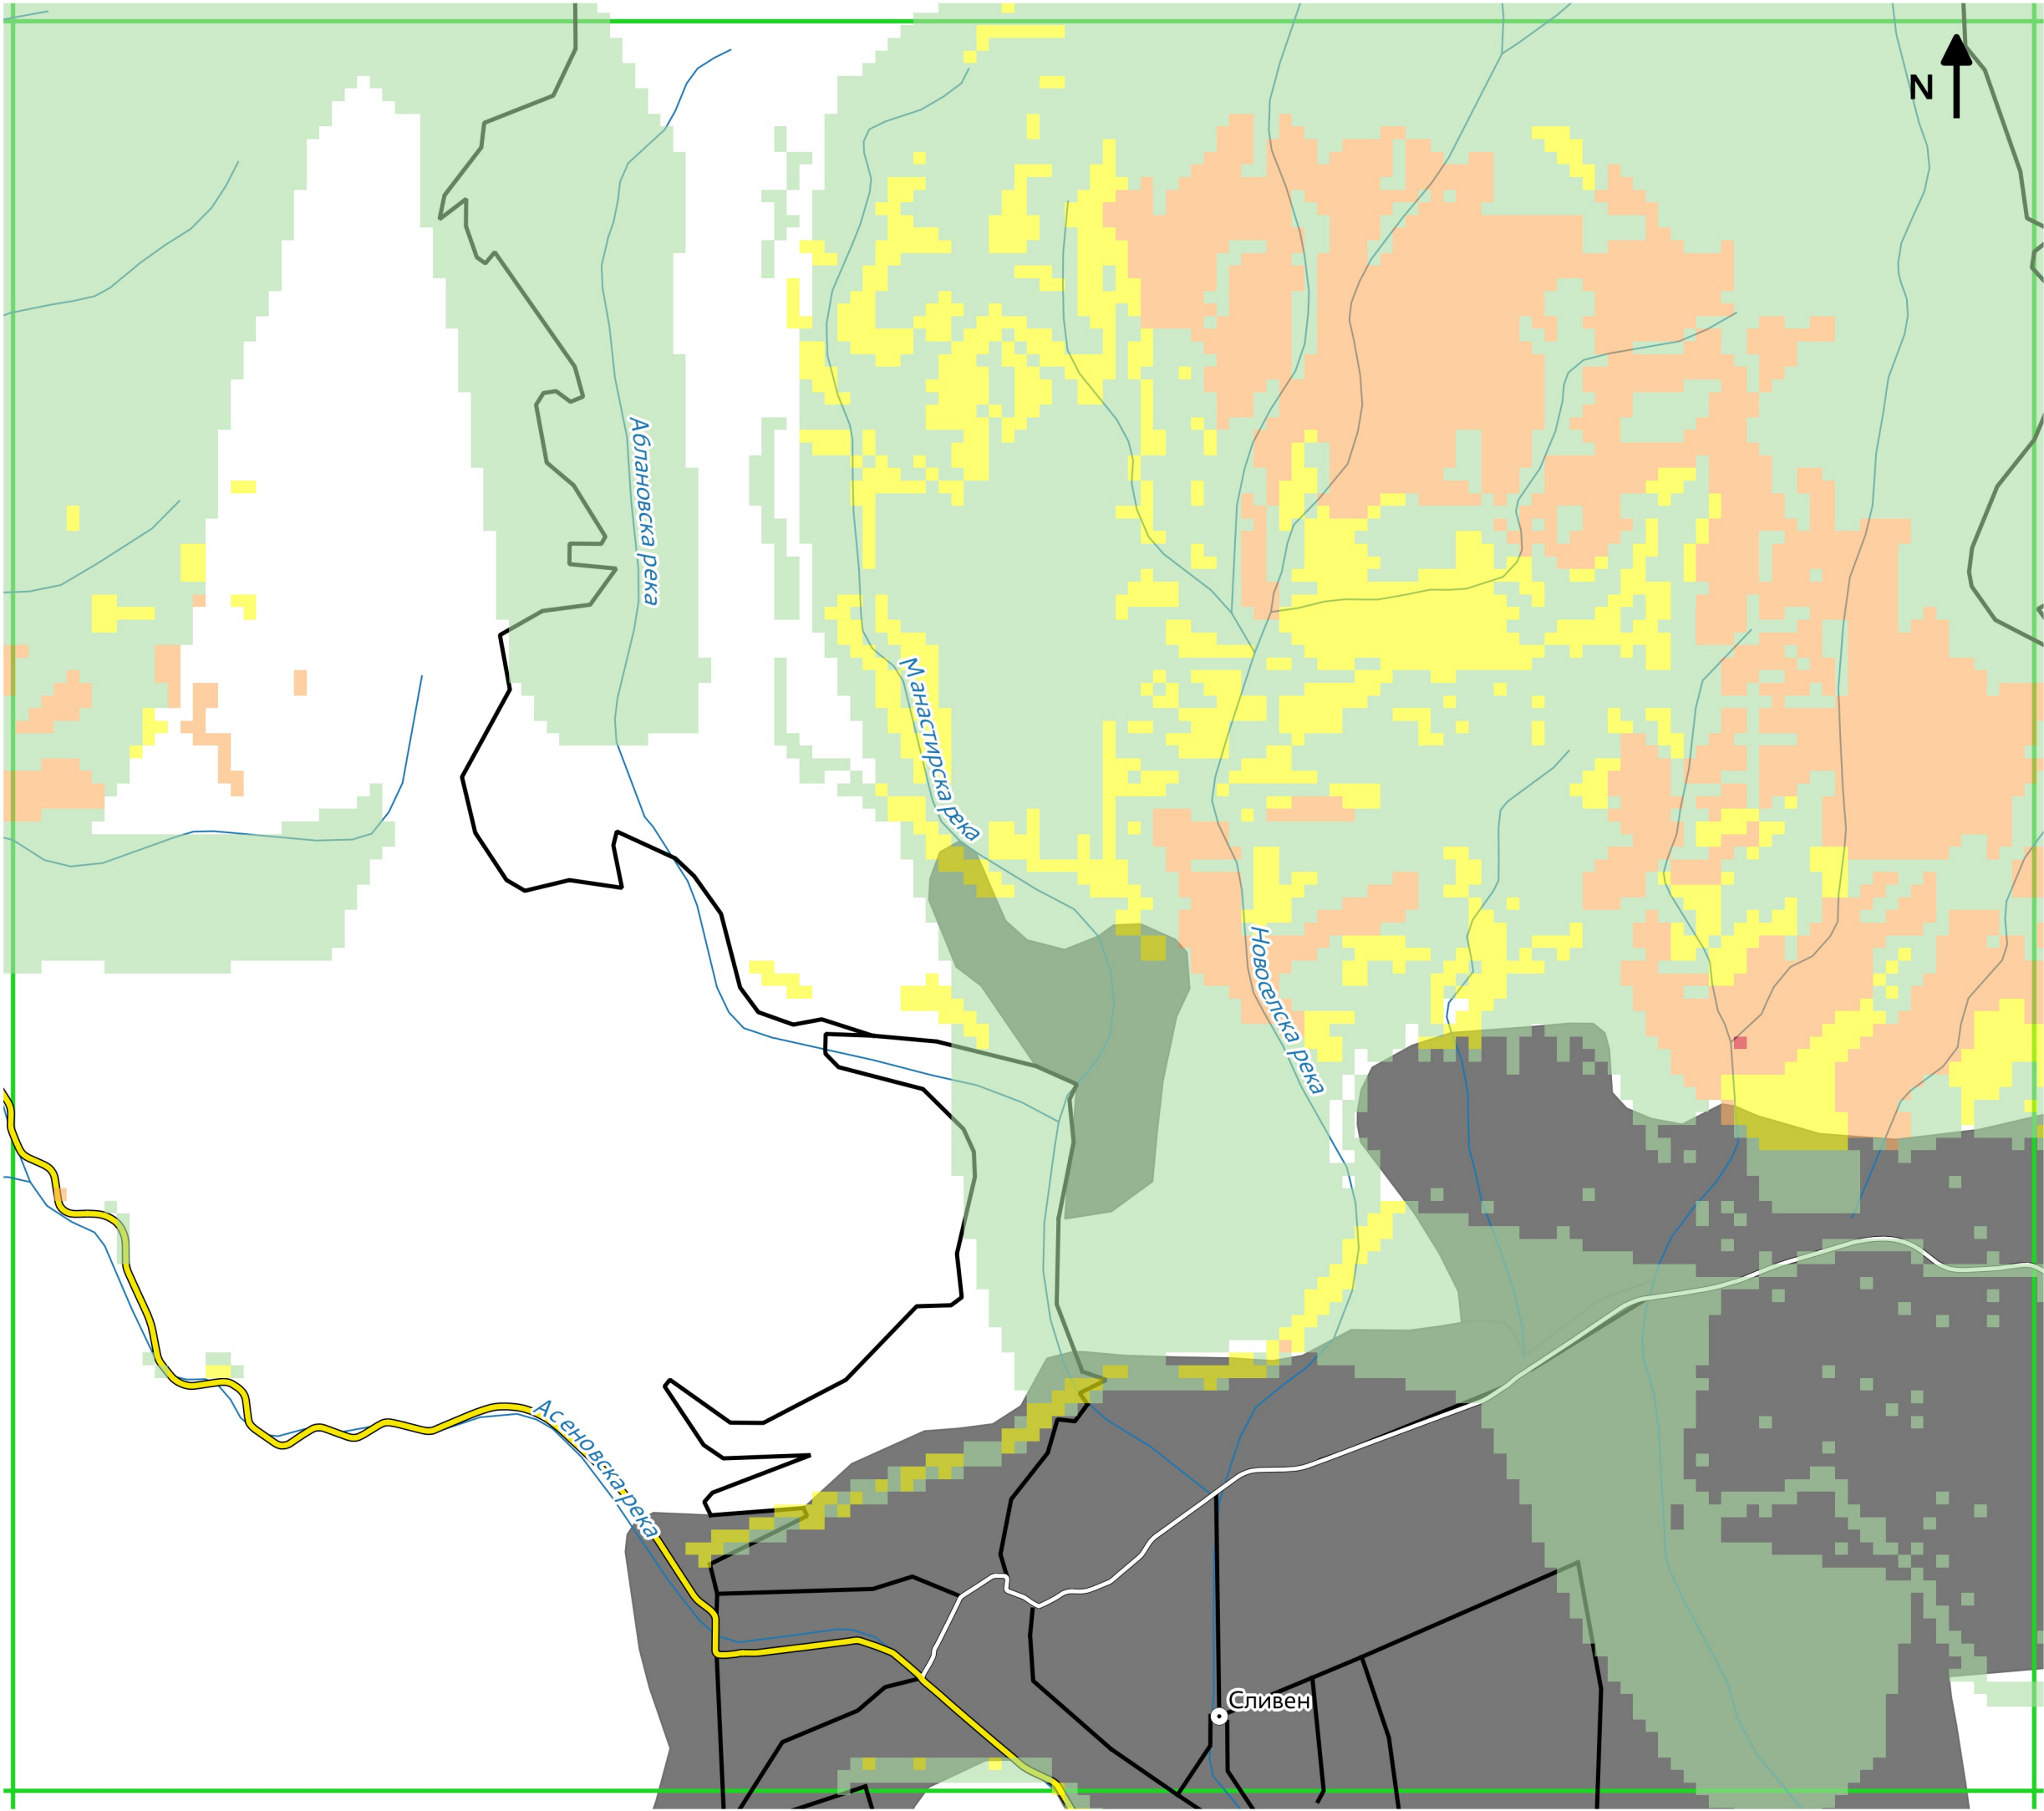 N
Аблановска река
Манастирска река
Новоселска река
Асеновска река
Сливен